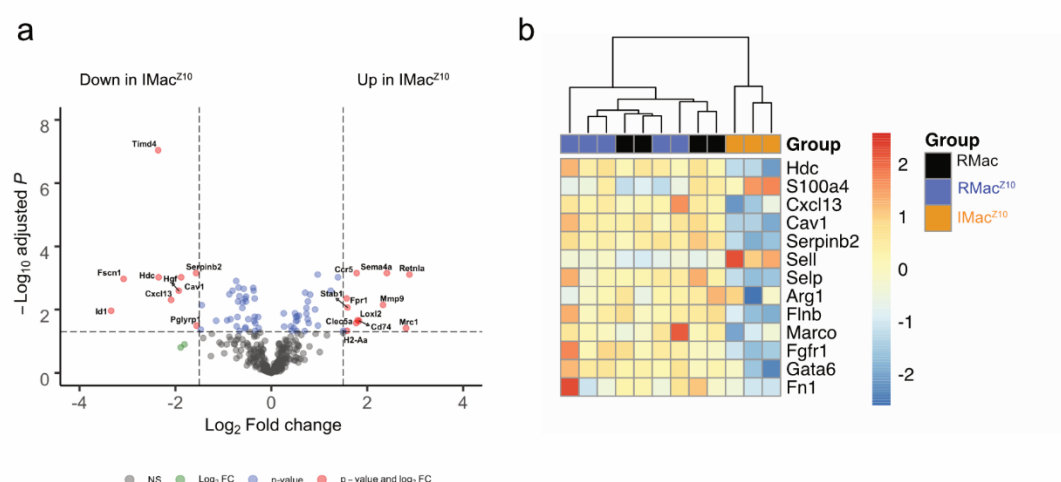 a
Down in IMacZ10
Up in IMacZ10
8
6
4
2
0
-4
-2
0
2
4
−Log10 adjusted P
Log2 Fold change
Timd4
Fscn1
Hdc
Hgf
Serpinb2
Cav1
Cxcl13
Id1
Pglyrp1
Ccr5
Sema4a
Retnla
Stab1
Fpr1
Mmp9
Loxl2
Clec5a
Cd74
Mrc1
H2-Aa
NS
Log2 FC
p-value
p − value and log2 FC
b
Group
Hdc
S100a4
Cxcl13
Cav1
Serpinb2
Sell
Selp
Arg1
Flnb
Marco
Fgfr1
Gata6
Fn1
2
1
0
-1
-2
Group
RMac
RMacZ10
IMacZ10